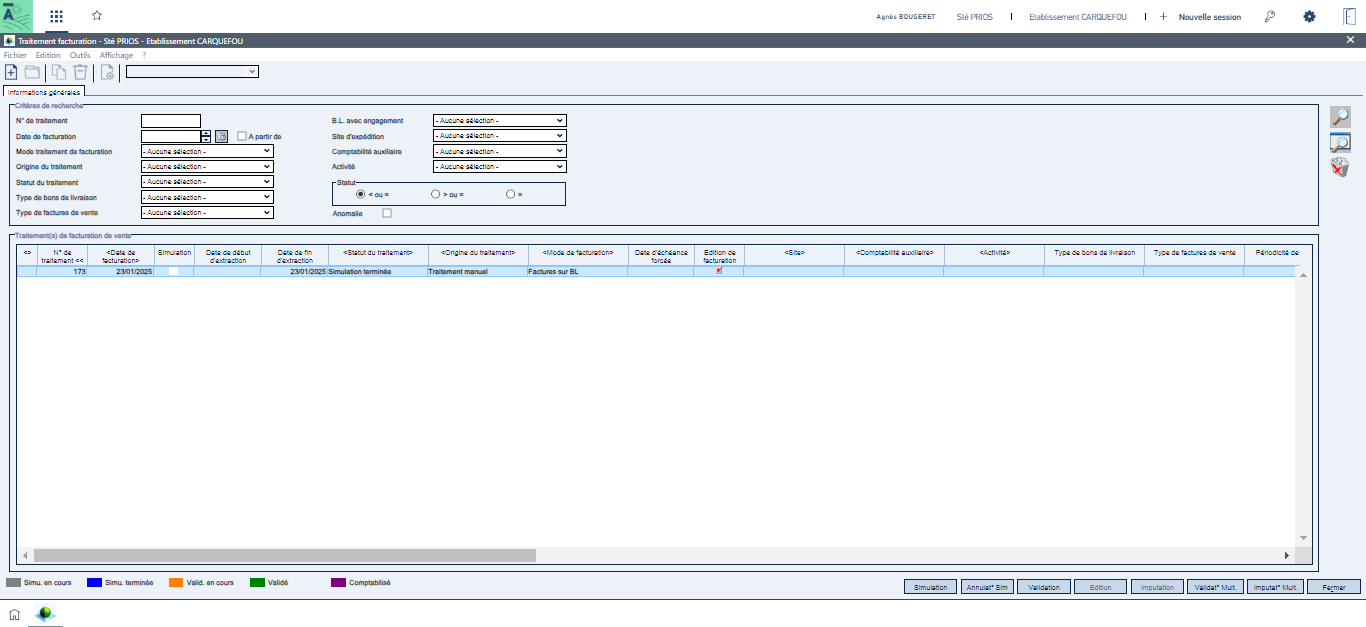 Agnès BOUGERET Sté PRIOS Etablissement CARQUEFOU + Nouvelle session
Traitement facturation - Sté PRIOS - Etablissement CARQUEFOU
Fichier Edition Outils Affichage ?
Informations générales
Critères de recherche
N° de traitement
Date de facturation A partir de
Mode traitement de facturation - Aucune sélection -
Origine du traitement - Aucune sélection -
Statut du traitement - Aucune sélection -
Type de bons de livraison - Aucune sélection -
Type de factures de vente - Aucune sélection -
B.L. avec engagement - Aucune sélection -
Site d'expédition - Aucune sélection -
Comptabilité auxiliaire - Aucune sélection -
Activité - Aucune sélection -
Statut
< ou = > ou = =
Anomalie
Traitement(s) de facturation de vente
<> N° de traitement << <Date de facturation> Simulation Date de début d'extraction Date de fin d'extraction <Statut du traitement> <Origine du traitement> <Mode de facturation> Date d'échéance forcée Edition de facturation <Site> <Comptabilité auxiliaire> <Activité> Type de bons de livraison Type de factures de vente Périodicité de
173 23/01/2025 23/01/2025 Simulation terminée Traitement manuel Factures sur BL
Simu. en cours Simu. terminée Valid. en cours Validé Comptabilisé
Simulation Annulat° Sim Validation Edition Imputation Validat° Mult. Imputat° Mult. Fermer